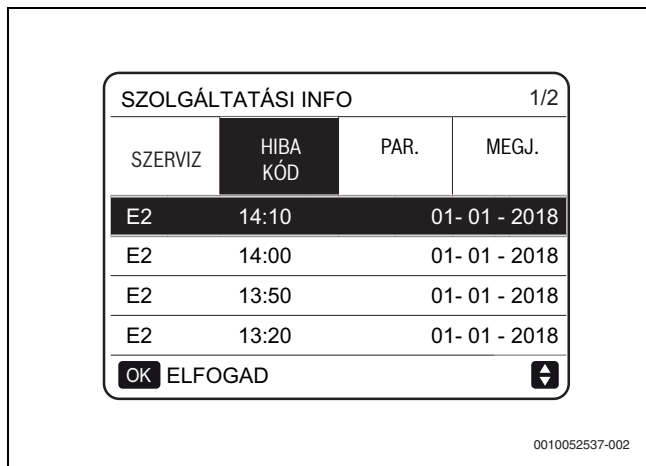 SZOLGÁLTATÁSI INFO 1/2
SZERVIZ HIBA KÓD PAR. MEGJ.
E2 14:10 01- 01 - 2018
E2 14:00 01- 01 - 2018
E2 13:50 01- 01 - 2018
E2 13:20 01- 01 - 2018
OK ELFOGAD
0010052537-002